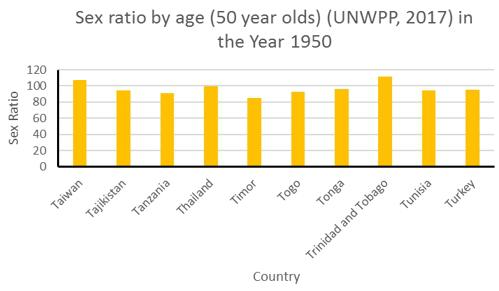 Sex ratio by age (50 year olds) (UNWPP, 2017) in
the Year 1950
Sex Ratio
120
100
80
60
40
20
0
Taiwan
Tajikistan
Tanzania
Thailand
Timor
Togo
Tonga
Trinidad and Tobago
Tunisia
Turkey
Country